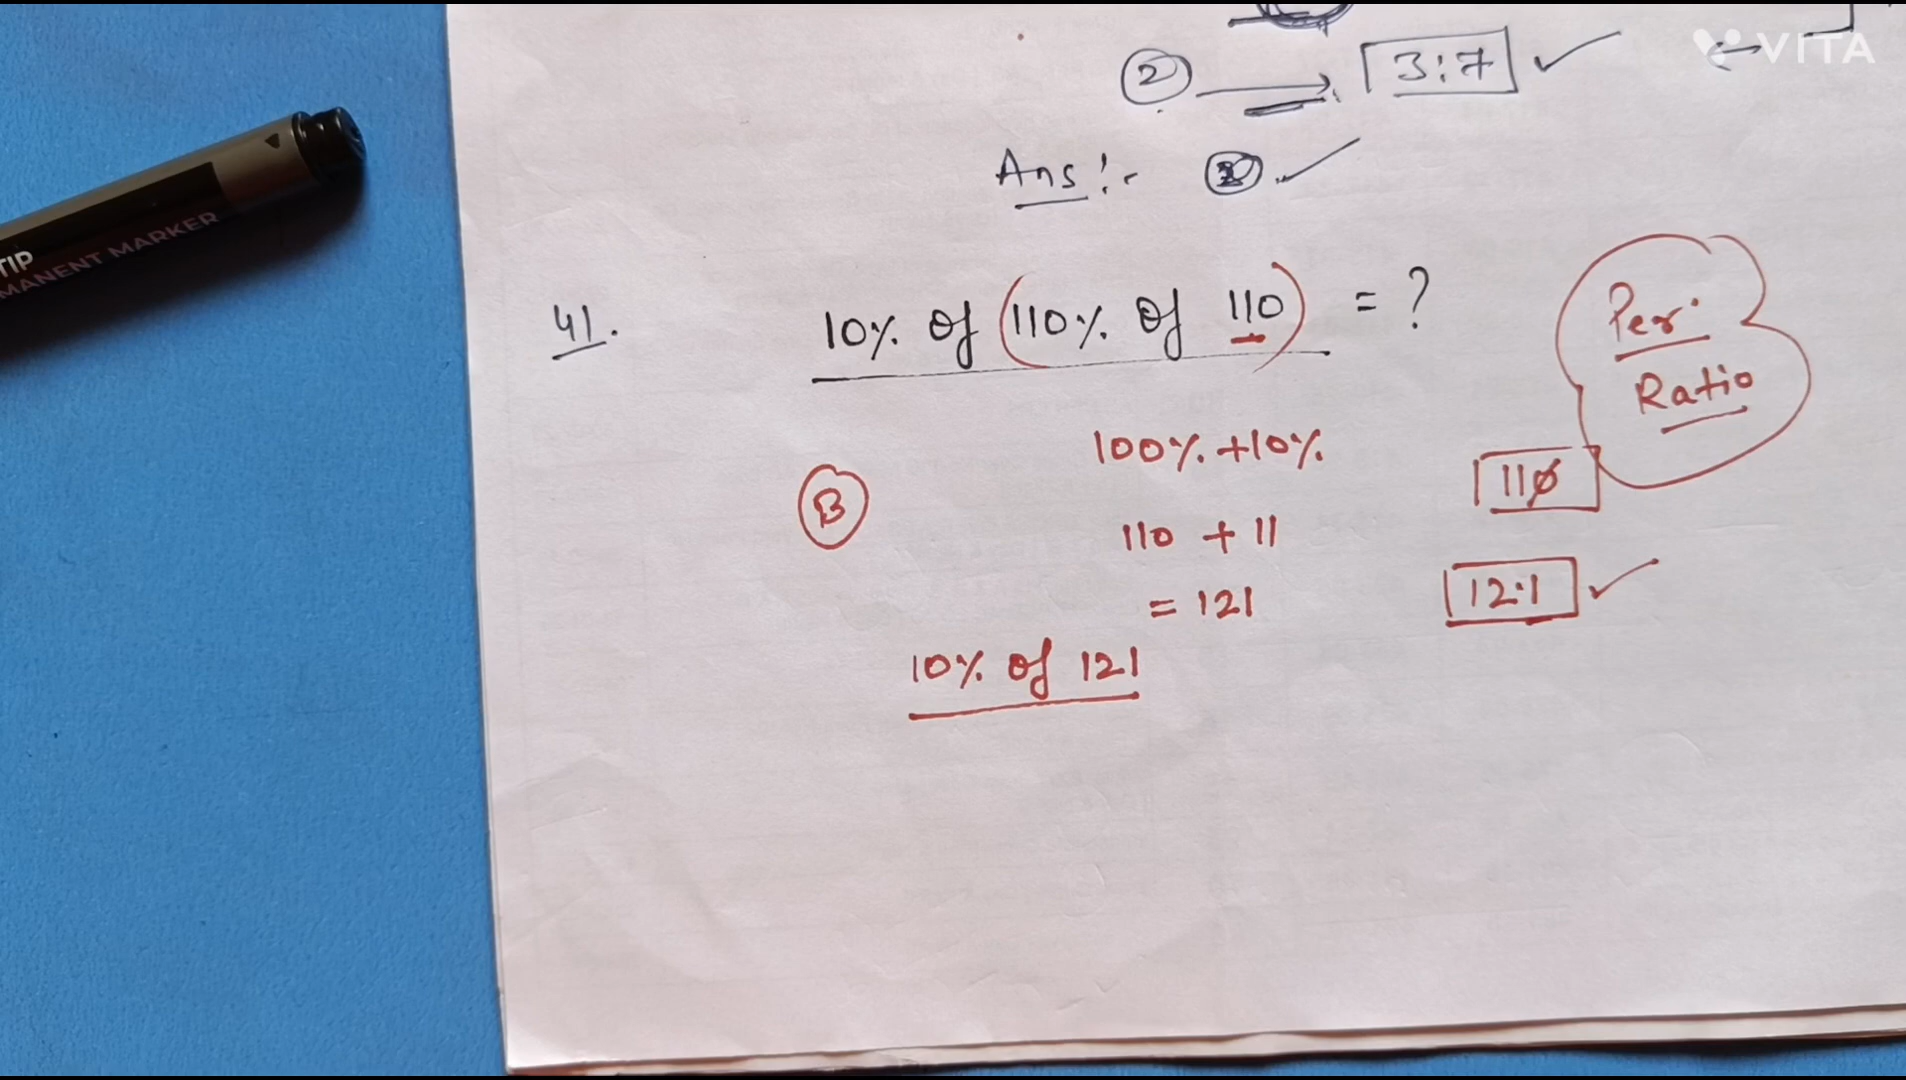 VITA
2 → 3:7 ✓
Ans :-
41. 10% of (110% of 110) = ?
Per.
Ratio
100% + 10%
110
B
110 + 11
= 121
12.1 ✓
10% of 121
TIP
MANENT MARKER